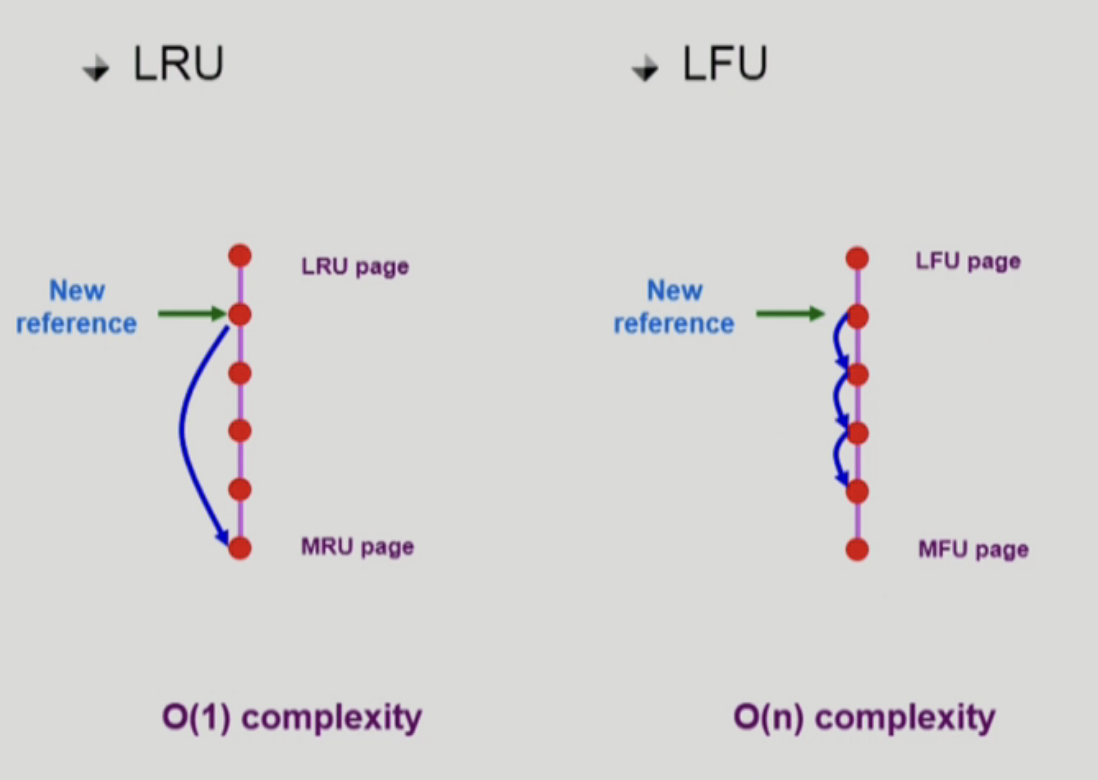 LRU
LFU
New
reference
LRU page
MRU page
New
reference
LFU page
MFU page
O(1) complexity
O(n) complexity